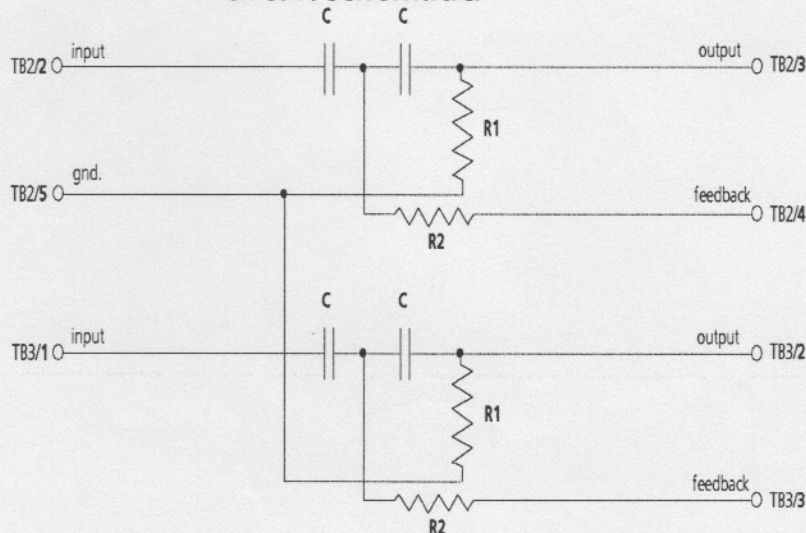 C C
TB2/2 input output TB2/3
R1
TB2/5 gnd.
feedback
TB2/4
R2
C C
TB3/1 input output TB3/2
R1
feedback
TB3/3
R2